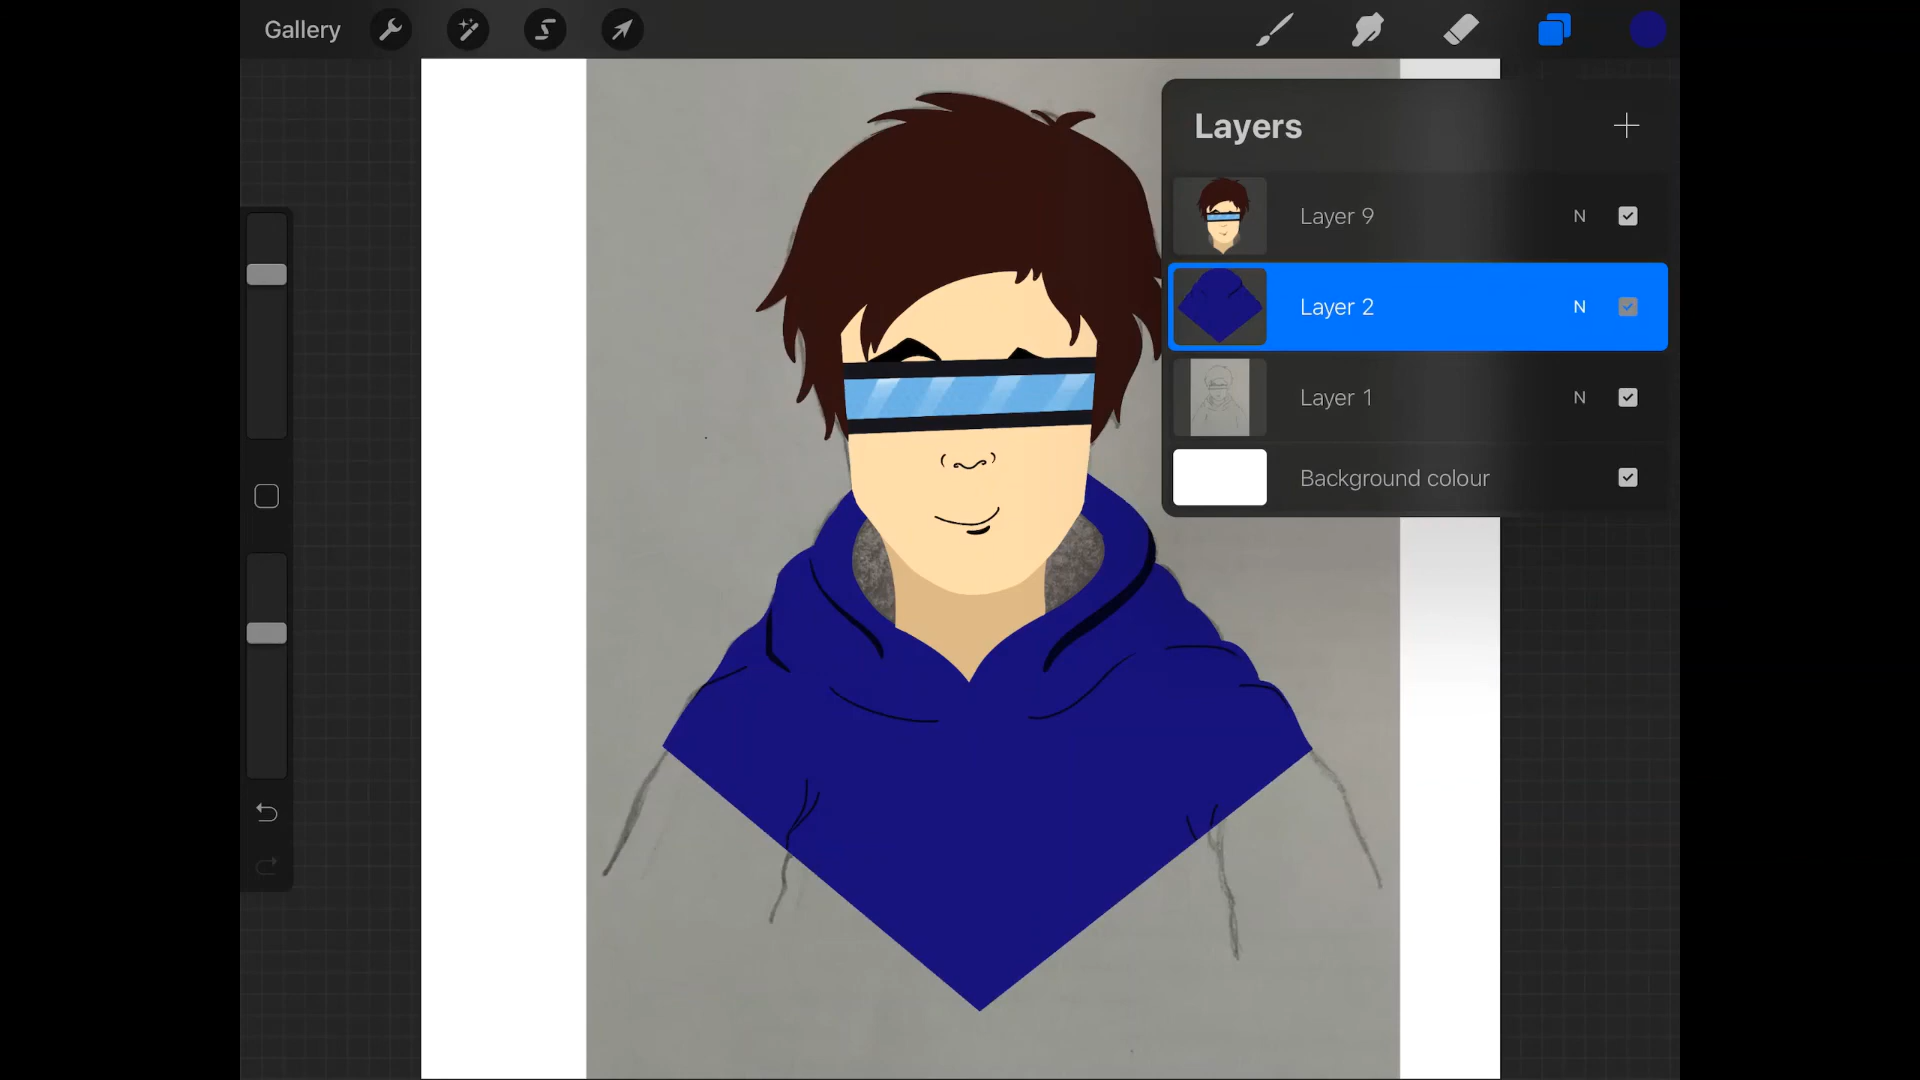 Gallery
Layers
Layer 9 N
Layer 2 N
Layer 1 N
Background colour